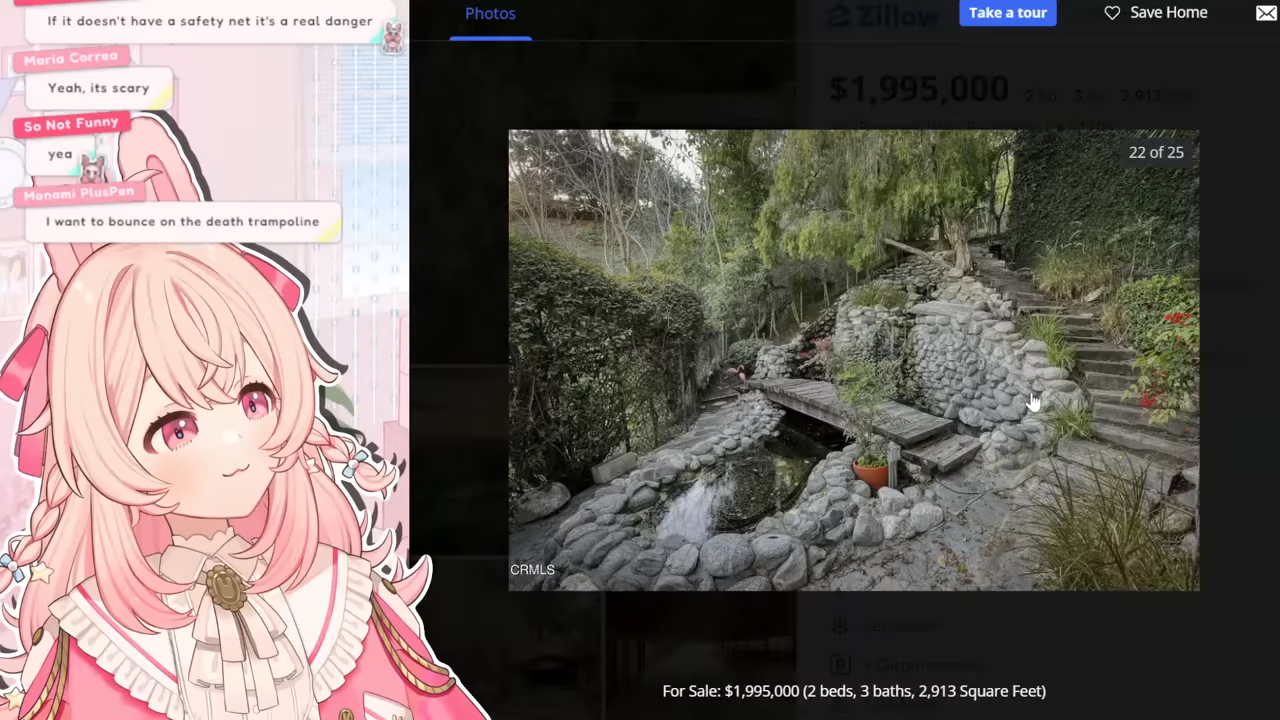 If it doesn't have a safety net it's a real danger
Maria Correa
Yeah, its scary
So Not Funny
yea
Manami PlusPen
I want to bounce on the death trampoline
Photos
Zillow
Take a tour
Save Home
$1,995,000
22 of 25
CRMLS
For Sale: $1,995,000 (2 beds, 3 baths, 2,913 Square Feet)